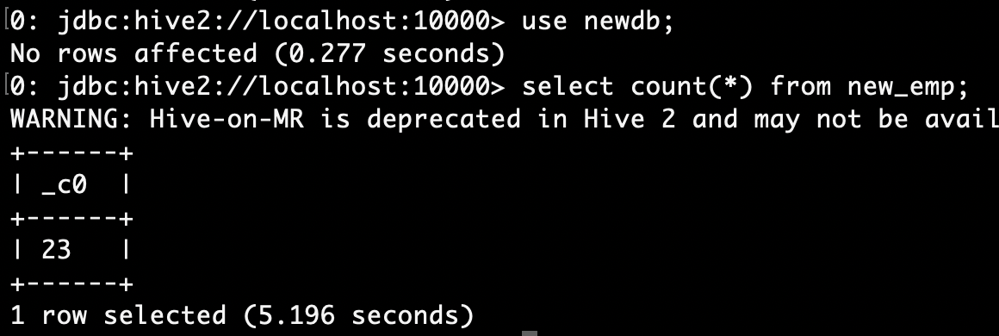 0: jdbc:hive2://localhost:10000> use newdb;
No rows affected (0.277 seconds)
0: jdbc:hive2://localhost:10000> select count(*) from new_emp;
WARNING: Hive-on-MR is deprecated in Hive 2 and may not be avail
+------+
| _c0  |
+------+
| 23   |
+------+
1 row selected (5.196 seconds)